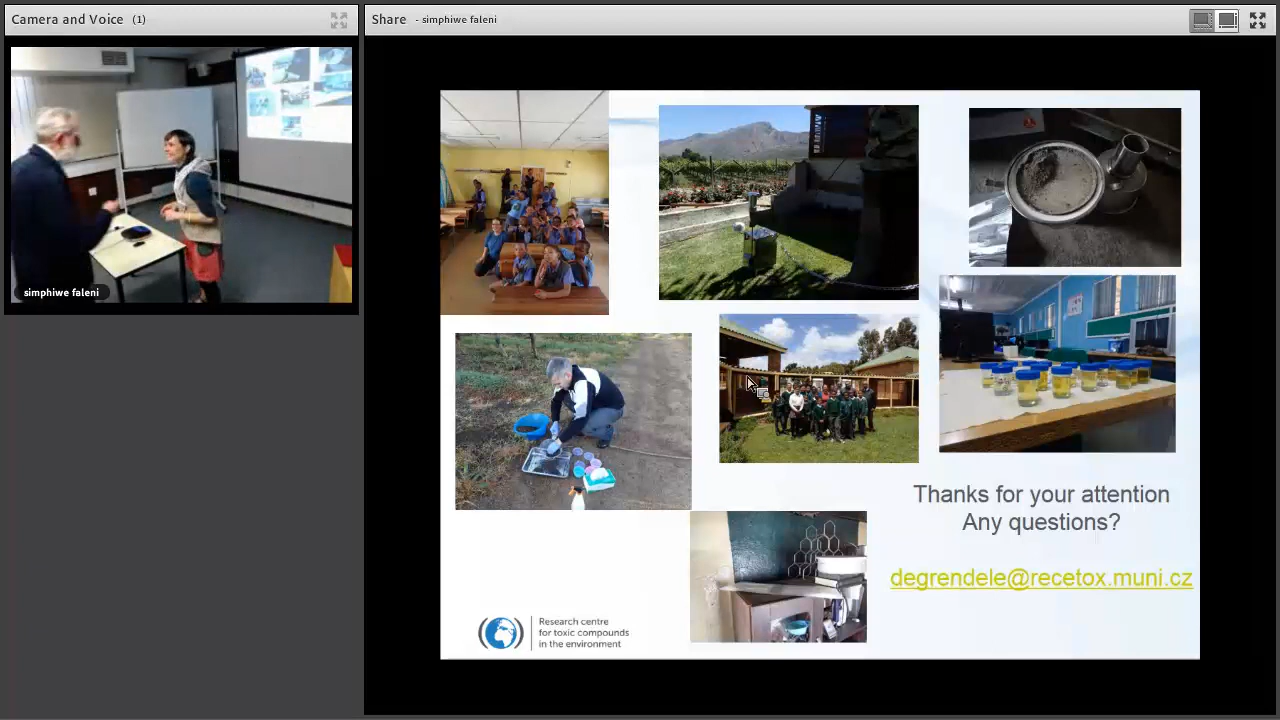 Camera and Voice (1)
simphiwe faleni
Share - simphiwe faleni
Thanks for your attention
Any questions?
degrendele@recetox.muni.cz
Research centre
for toxic compounds
in the environment